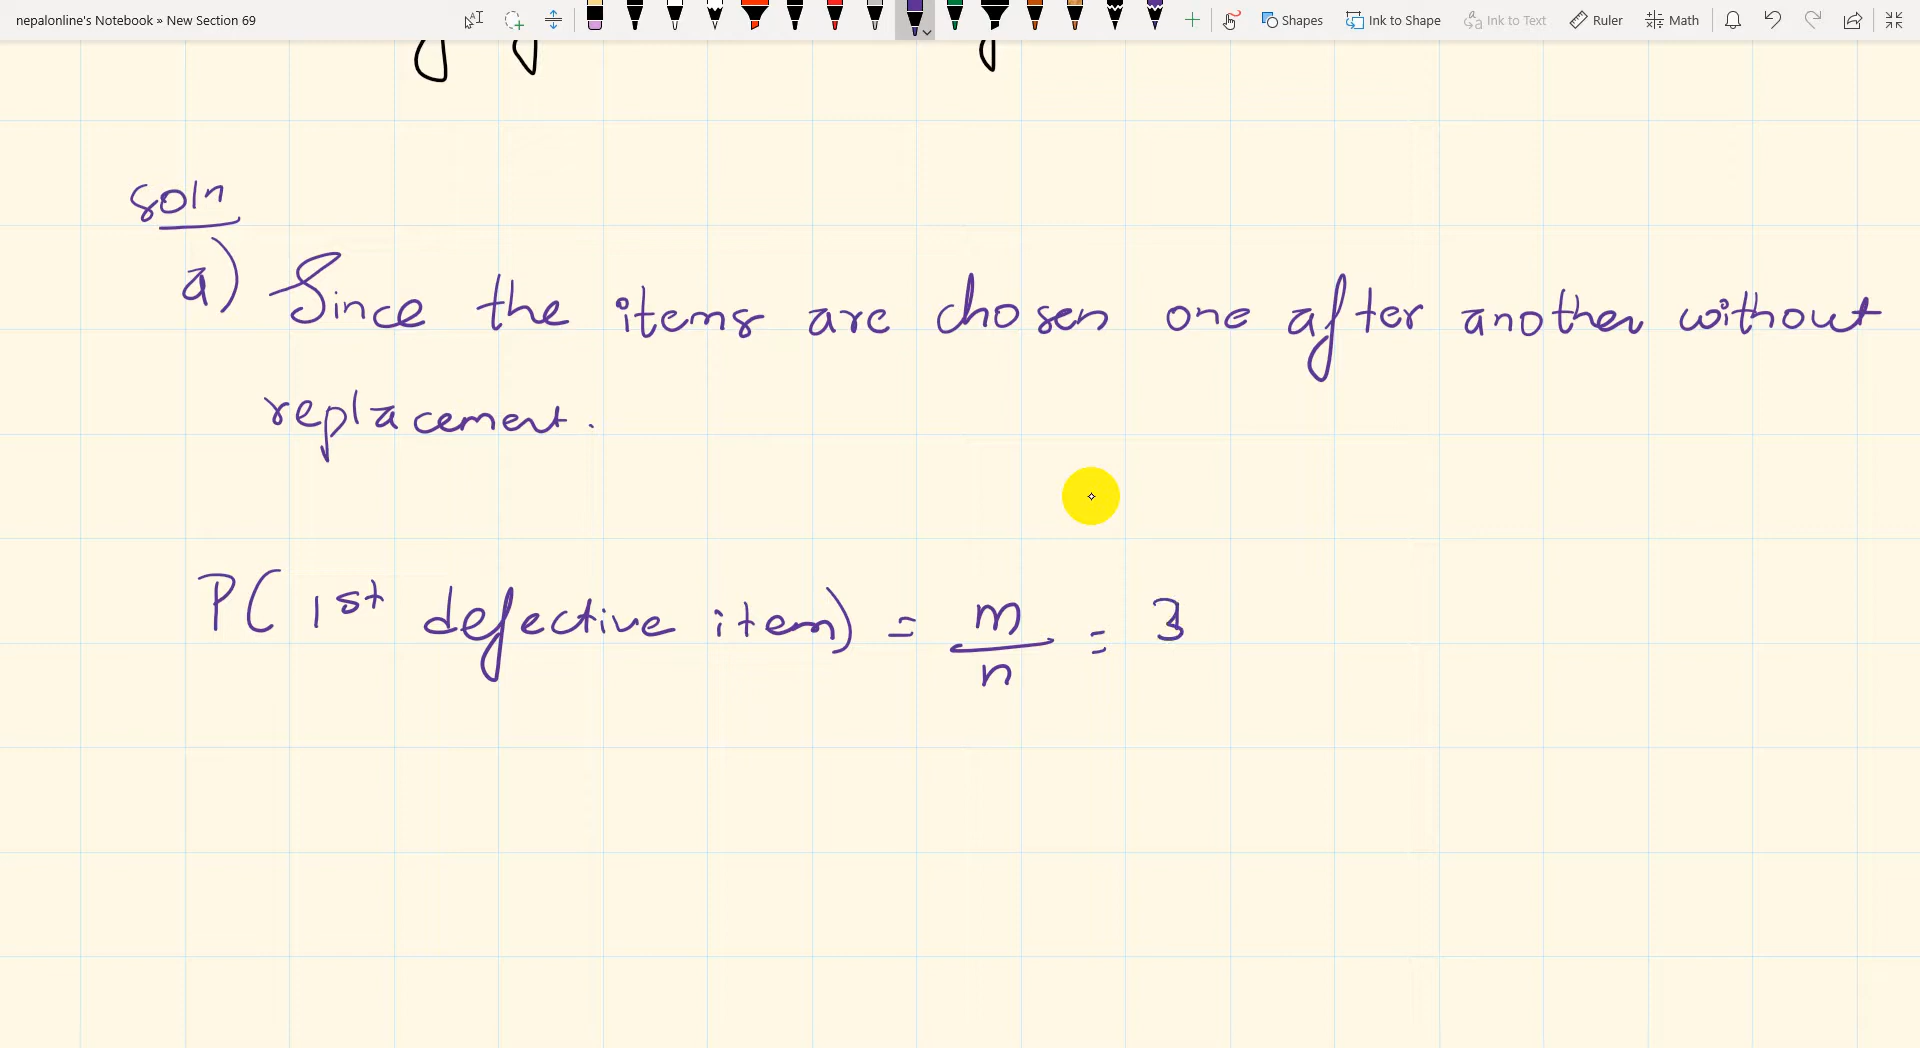 nepalonline's Notebook » New Section 69
Shapes
Ink to Shape
Ink to Text
Ruler
Math
soln
a) Since the items are chosen one after another without
replacement.
P( 1st defective item) = m/n = 3